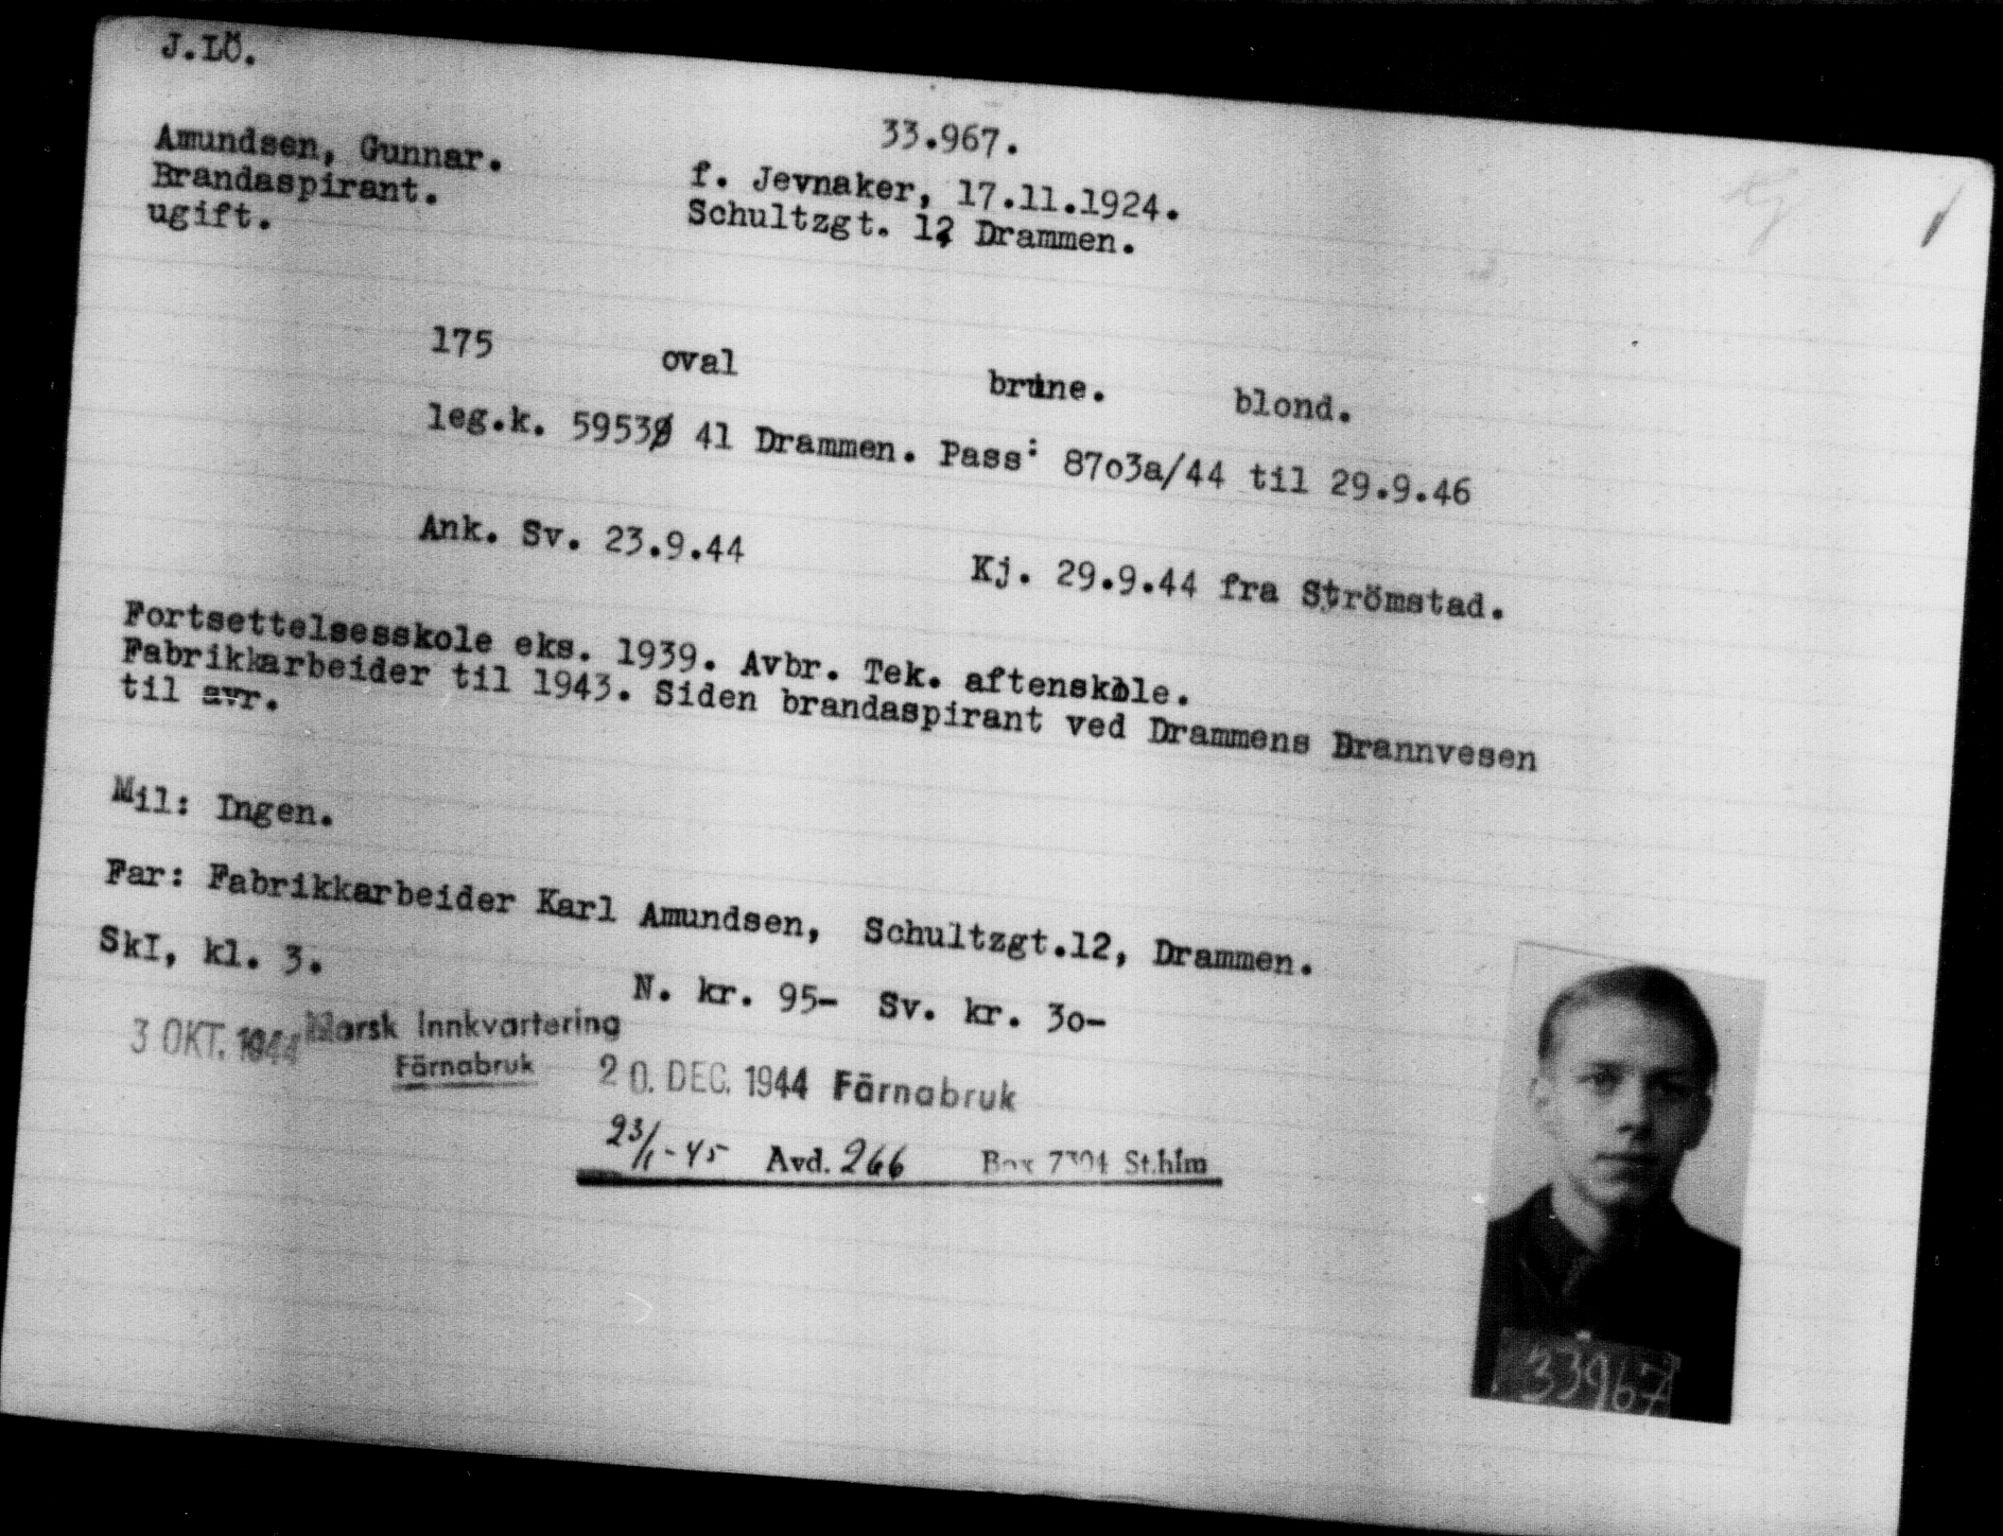 J.LÖ.
33.967.
Amundsen, Gunnar.
f. Jevnaker, 17.11.1924.
Brandaspirant.
Schultzgt. 12 Drammen.
ugift.
175 oval brune. blond.
leg.k. 59539 41 Drammen. Pass: 87o3a/44 til 29.9.46
Ank. Sv. 23.9.44 Kj. 29.9.44 fra Strömstad.
Fortsettelsesskole eks. 1939. Avbr. Tek. aftenskole.
Fabrikkarbeider til 1943. Siden brandaspirant ved Drammens Brannvesen
til avr.
Mil: Ingen.
Far: Fabrikkarbeider Karl Amundsen, Schultzgt.12, Drammen.
SkI, kl. 3. N. kr. 95- Sv. kr. 3o-
3 OKT. 1944 Norsk Innkvartering
Färnabruk
20. DEC. 1944 Färnabruk
23/1-45 Avd. 266 Box 7304 St.hlm
33967